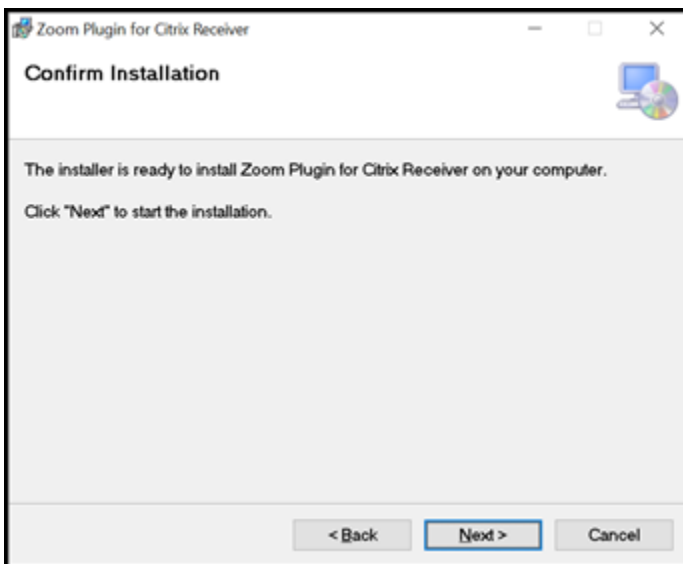 Zoom Plugin for Citrix Receiver
Confirm Installation
The installer is ready to install Zoom Plugin for Citrix Receiver on your computer.
Click "Next" to start the installation.
< Back
Next >
Cancel